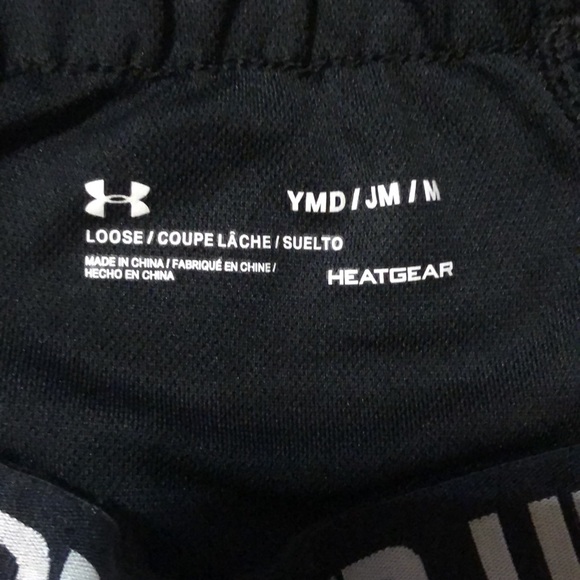 YMD / JM / M
LOOSE / COUPE LÂCHE / SUELTO
MADE IN CHINA / FABRIQUÉ EN CHINE /
HECHO EN CHINA
HEATGEAR